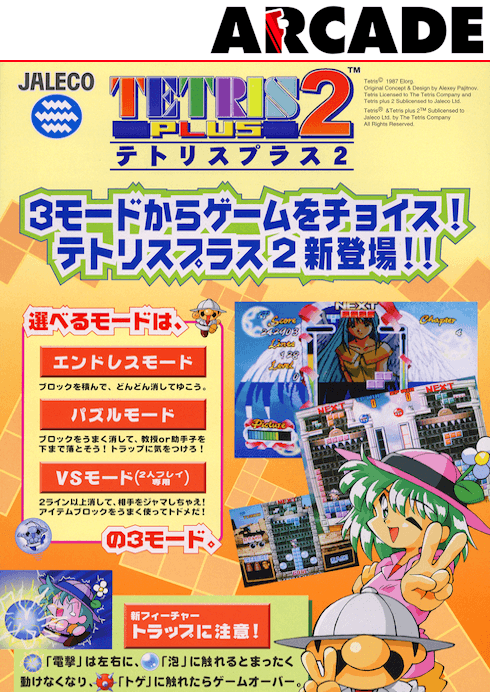 ARCADE
JALECO
TETRIS 2™
PLUS
テトリスプラス2
Tetris© 1987 Elorg.
Original Concept & Design by Alexey Pajitnov.
Tetris Licensed to The Tetris Company and
Tetris plus 2 Sublicensed to Jaleco Ltd.
Tetris® &Tetris plus 2™ Sublicensed to
Jaleco Ltd. by The Tetris Company
All Rights Reserved.
3モードからゲームをチョイス!
テトリスプラス2新登場!!
選べるモードは、
エンドレスモード
ブロックを積んで、どんどん消してゆこう。
パズルモード
ブロックをうまく消して、教授or助手子を
下まで落とそう!トラップに気をつけろ!
VSモード(2人プレイ専用)
2ライン以上消して、相手をジャマしちゃえ!
アイテムブロックをうまく使ってトドメだ!
の3モード。
NEXT
Score
242903
Lines
128
Level
Chapter
4
Picture
NEXT
NEXT
新フィーチャー
トラップに注意!
「電撃」は左右に、「泡」に触れるとまったく
動けなくなり、「トゲ」に触れたらゲームオーバー。